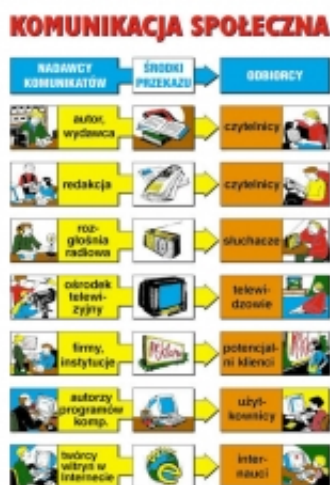 KOMUNIKACJA SPOŁECZNA
NADAWCY KOMUNIKATÓW
ŚRODKI PRZEKAZU
ODBIORCY
autor, wydawca
czytelnicy
redakcja
czytelnicy
roz-
głośnia
radiowa
słuchacze
ośrodek
telewi-
zyjny
telewi-
dzowie
firmy,
instytucje
potencjal-
ni klienci
autorzy
programów
komp.
użyt-
kownicy
twórcy
witryn w
Internecie
inter-
nauci